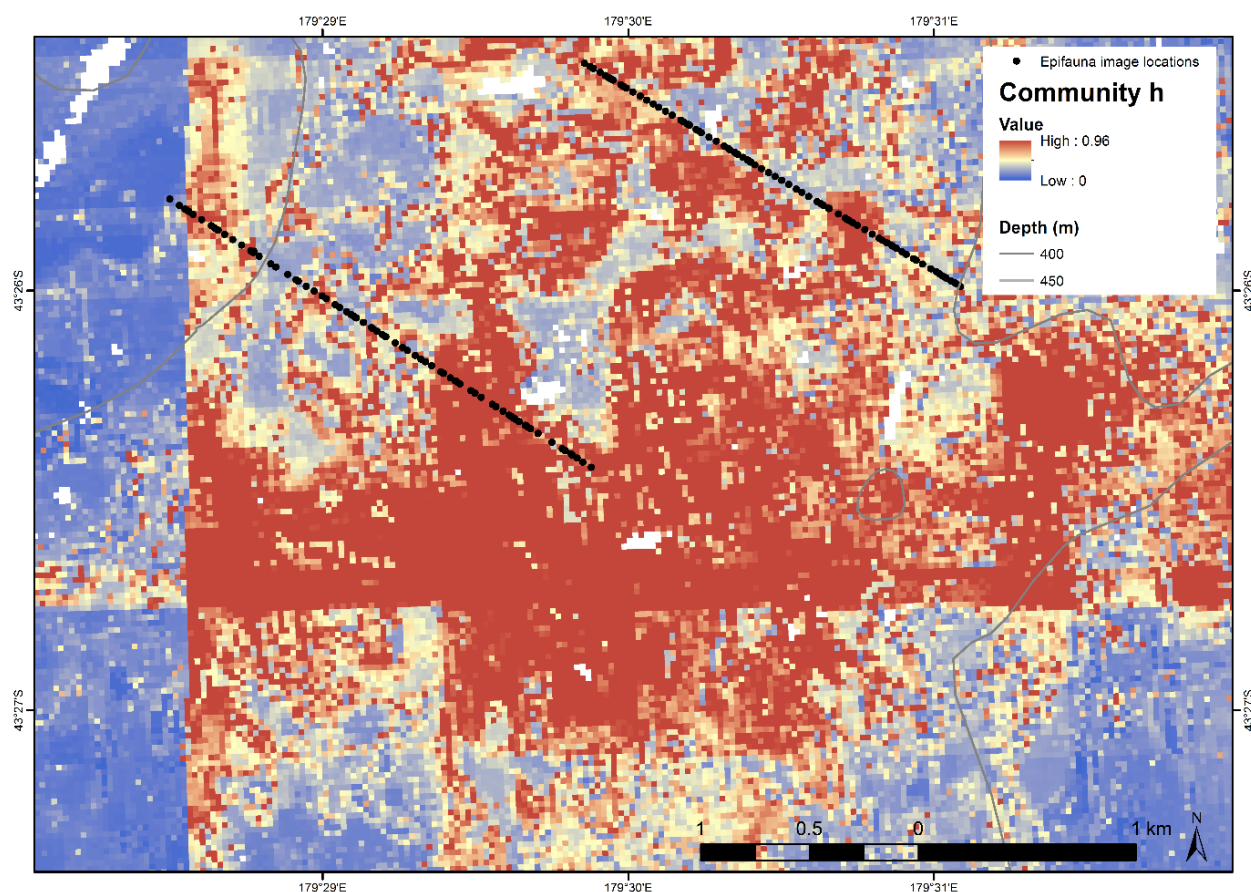 179°29'E 179°30'E 179°31'E
Epifauna image locations
Community h
Value
High : 0.96
Low : 0
Depth (m)
400
450
43°26'S 43°26'S
43°27'S 43°27'S
1 0.5 0 1 km
N
179°29'E 179°30'E 179°31'E